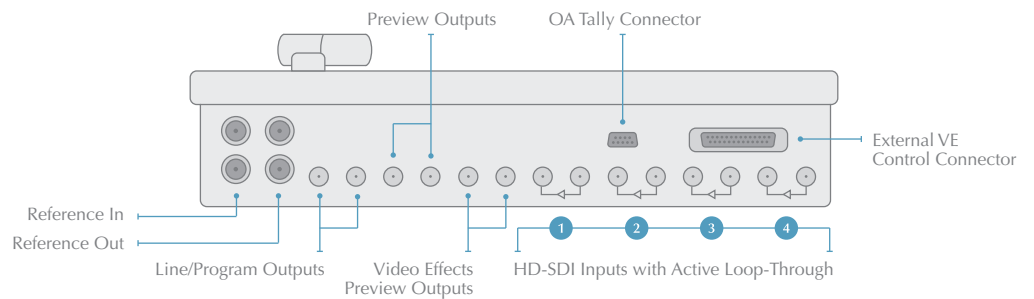 Preview Outputs
OA Tally Connector
External VE
Control Connector
Reference In
Reference Out
1
2
3
4
Line/Program Outputs
Video Effects
Preview Outputs
HD-SDI Inputs with Active Loop-Through